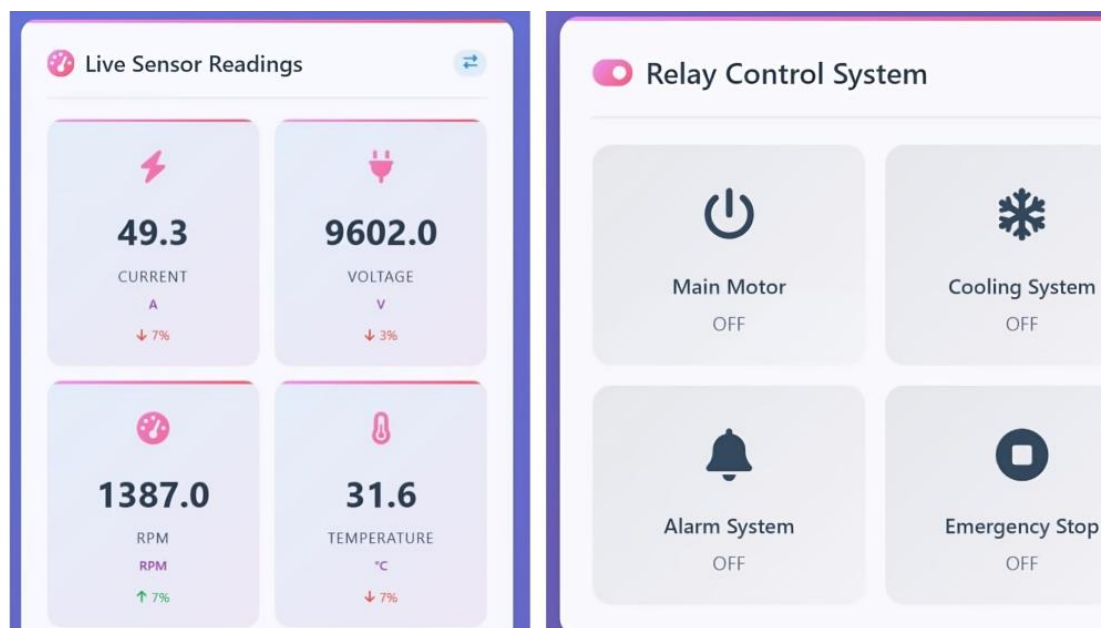 Live Sensor Readings
49.3
CURRENT
A
↓ 7%
9602.0
VOLTAGE
V
↓ 3%
1387.0
RPM
RPM
↑ 7%
31.6
TEMPERATURE
°C
↓ 7%
Relay Control System
Main Motor
OFF
Cooling System
OFF
Alarm System
OFF
Emergency Stop
OFF